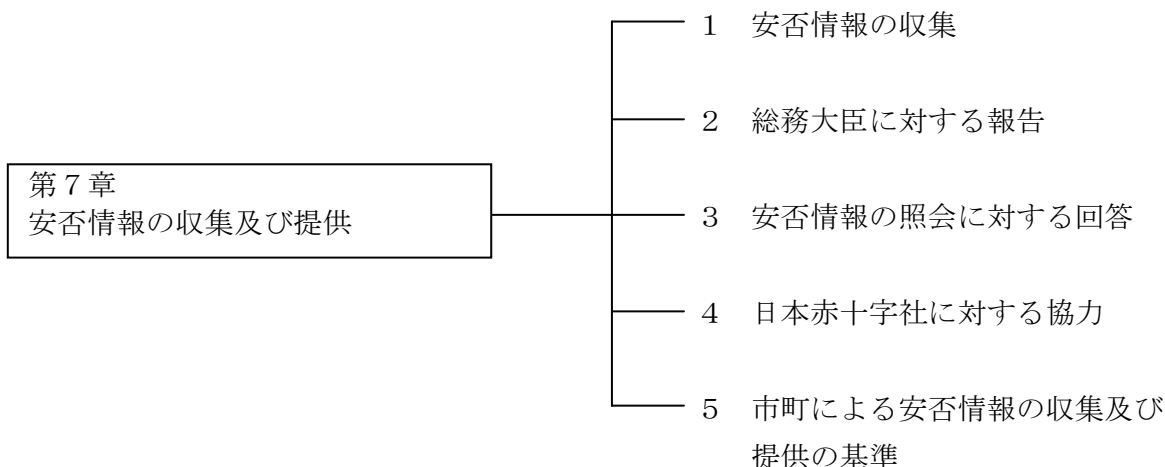 第７章
安否情報の収集及び提供
１　安否情報の収集
２　総務大臣に対する報告
３　安否情報の照会に対する回答
４　日本赤十字社に対する協力
５　市町による安否情報の収集及び
提供の基準